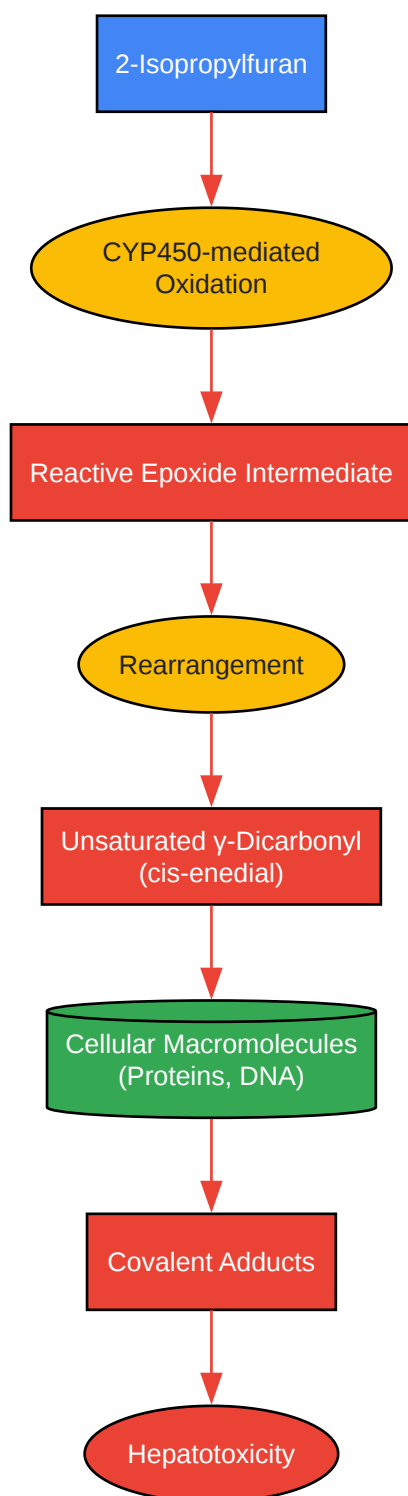 2-Isopropylfuran
CYP450-mediated
Oxidation
Reactive Epoxide Intermediate
Rearrangement
Unsaturated γ-Dicarbonyl
(cis-enedial)
Cellular Macromolecules
(Proteins, DNA)
Covalent Adducts
Hepatotoxicity